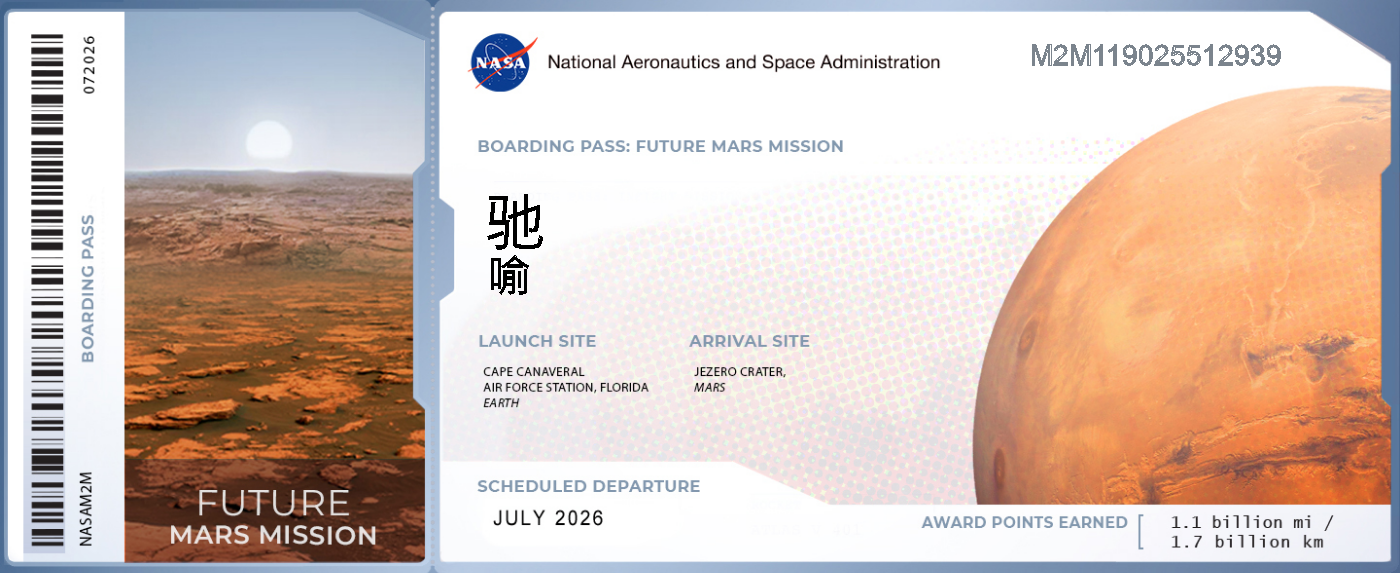 072026
BOARDING PASS
NASAM2M
FUTURE
MARS MISSION
NASA
National Aeronautics and Space Administration
M2M119025512939
BOARDING PASS: FUTURE MARS MISSION
驰
喻
LAUNCH SITE
CAPE CANAVERAL
AIR FORCE STATION, FLORIDA
EARTH
ARRIVAL SITE
JEZERO CRATER,
MARS
SCHEDULED DEPARTURE
JULY 2026
AWARD POINTS EARNED
1.1 billion mi /
1.7 billion km